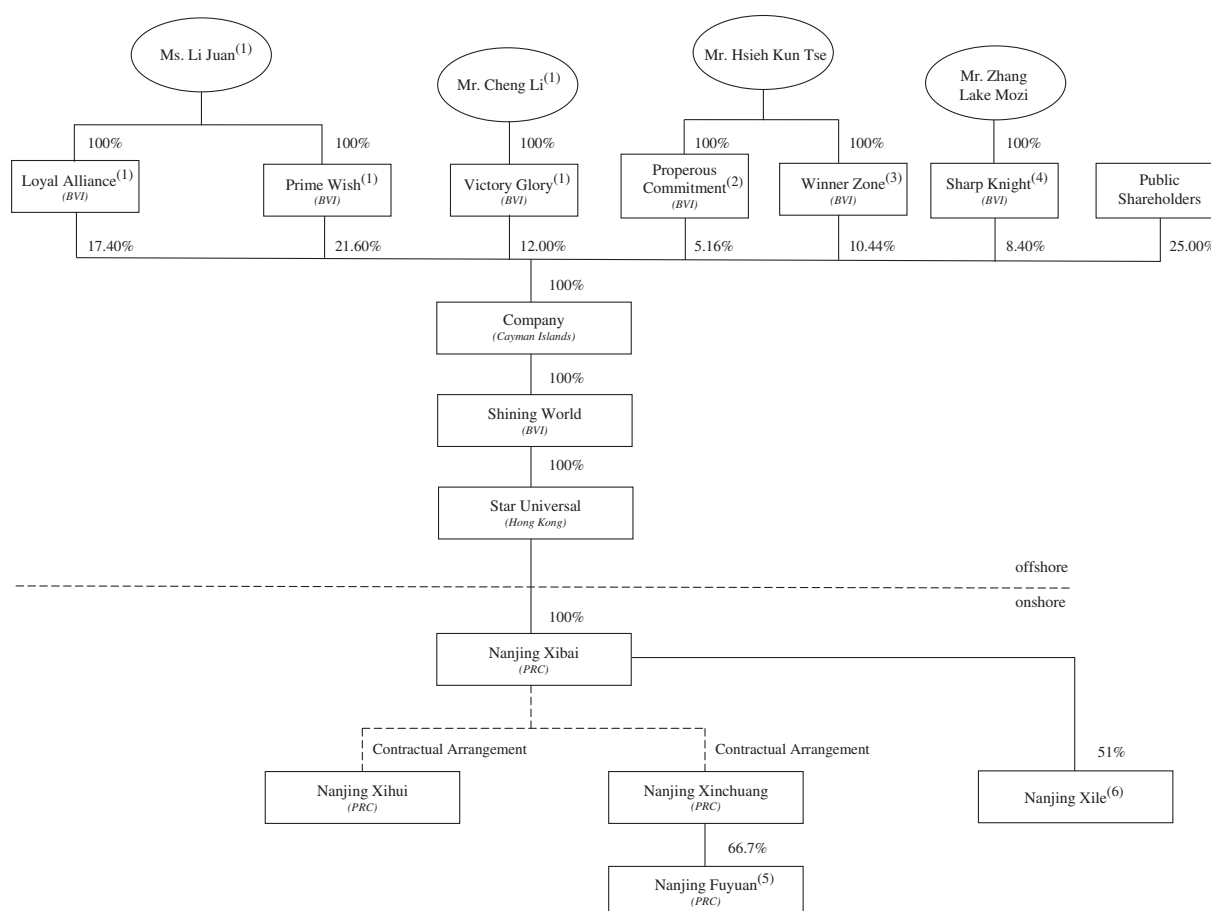 Ms. Li Juan(1)
Mr. Cheng Li(1)
Mr. Hsieh Kun Tse
Mr. Zhang
Lake Mozi
100%
100%
100%
100%
100%
100%
Loyal Alliance(1)
(BVI)
Prime Wish(1)
(BVI)
Victory Glory(1)
(BVI)
Properous
Commitment(2)
(BVI)
Winner Zone(3)
(BVI)
Sharp Knight(4)
(BVI)
Public
Shareholders
17.40%
21.60%
12.00%
5.16%
10.44%
8.40%
25.00%
100%
Company
(Cayman Islands)
100%
Shining World
(BVI)
100%
Star Universal
(Hong Kong)
offshore
onshore
100%
Nanjing Xibai
(PRC)
Contractual Arrangement
Contractual Arrangement
51%
Nanjing Xihui
(PRC)
Nanjing Xinchuang
(PRC)
Nanjing Xile(6)
66.7%
Nanjing Fuyuan(5)
(PRC)